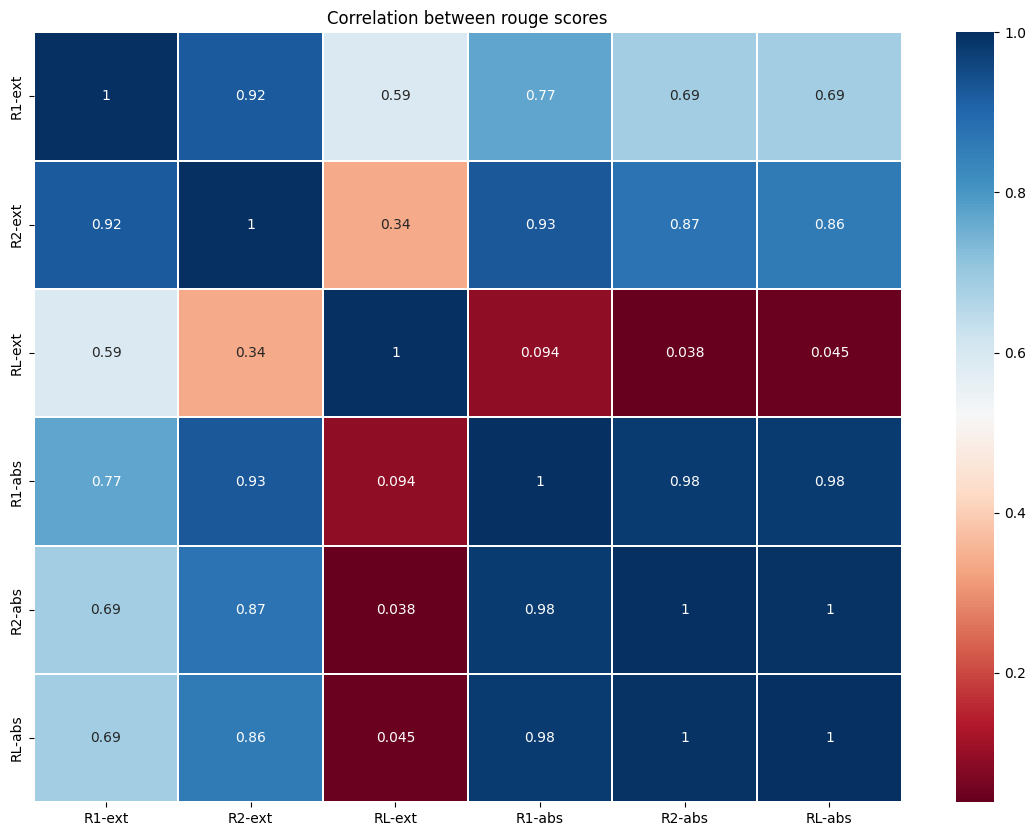 Correlation between rouge scores
R1-ext 1 0.92 0.59 0.77 0.69 0.69
R2-ext 0.92 1 0.34 0.93 0.87 0.86
RL-ext 0.59 0.34 1 0.094 0.038 0.045
R1-abs 0.77 0.93 0.094 1 0.98 0.98
R2-abs 0.69 0.87 0.038 0.98 1 1
RL-abs 0.69 0.86 0.045 0.98 1 1
R1-ext R2-ext RL-ext R1-abs R2-abs RL-abs
1.0
0.8
0.6
0.4
0.2